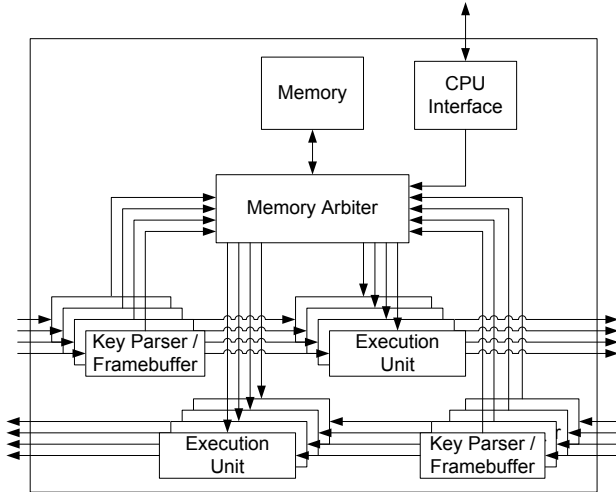 Memory
CPU
Interface
Memory Arbiter
Key Parser /
Framebuffer
Execution
Unit
Execution
Unit
Key Parser /
Framebuffer